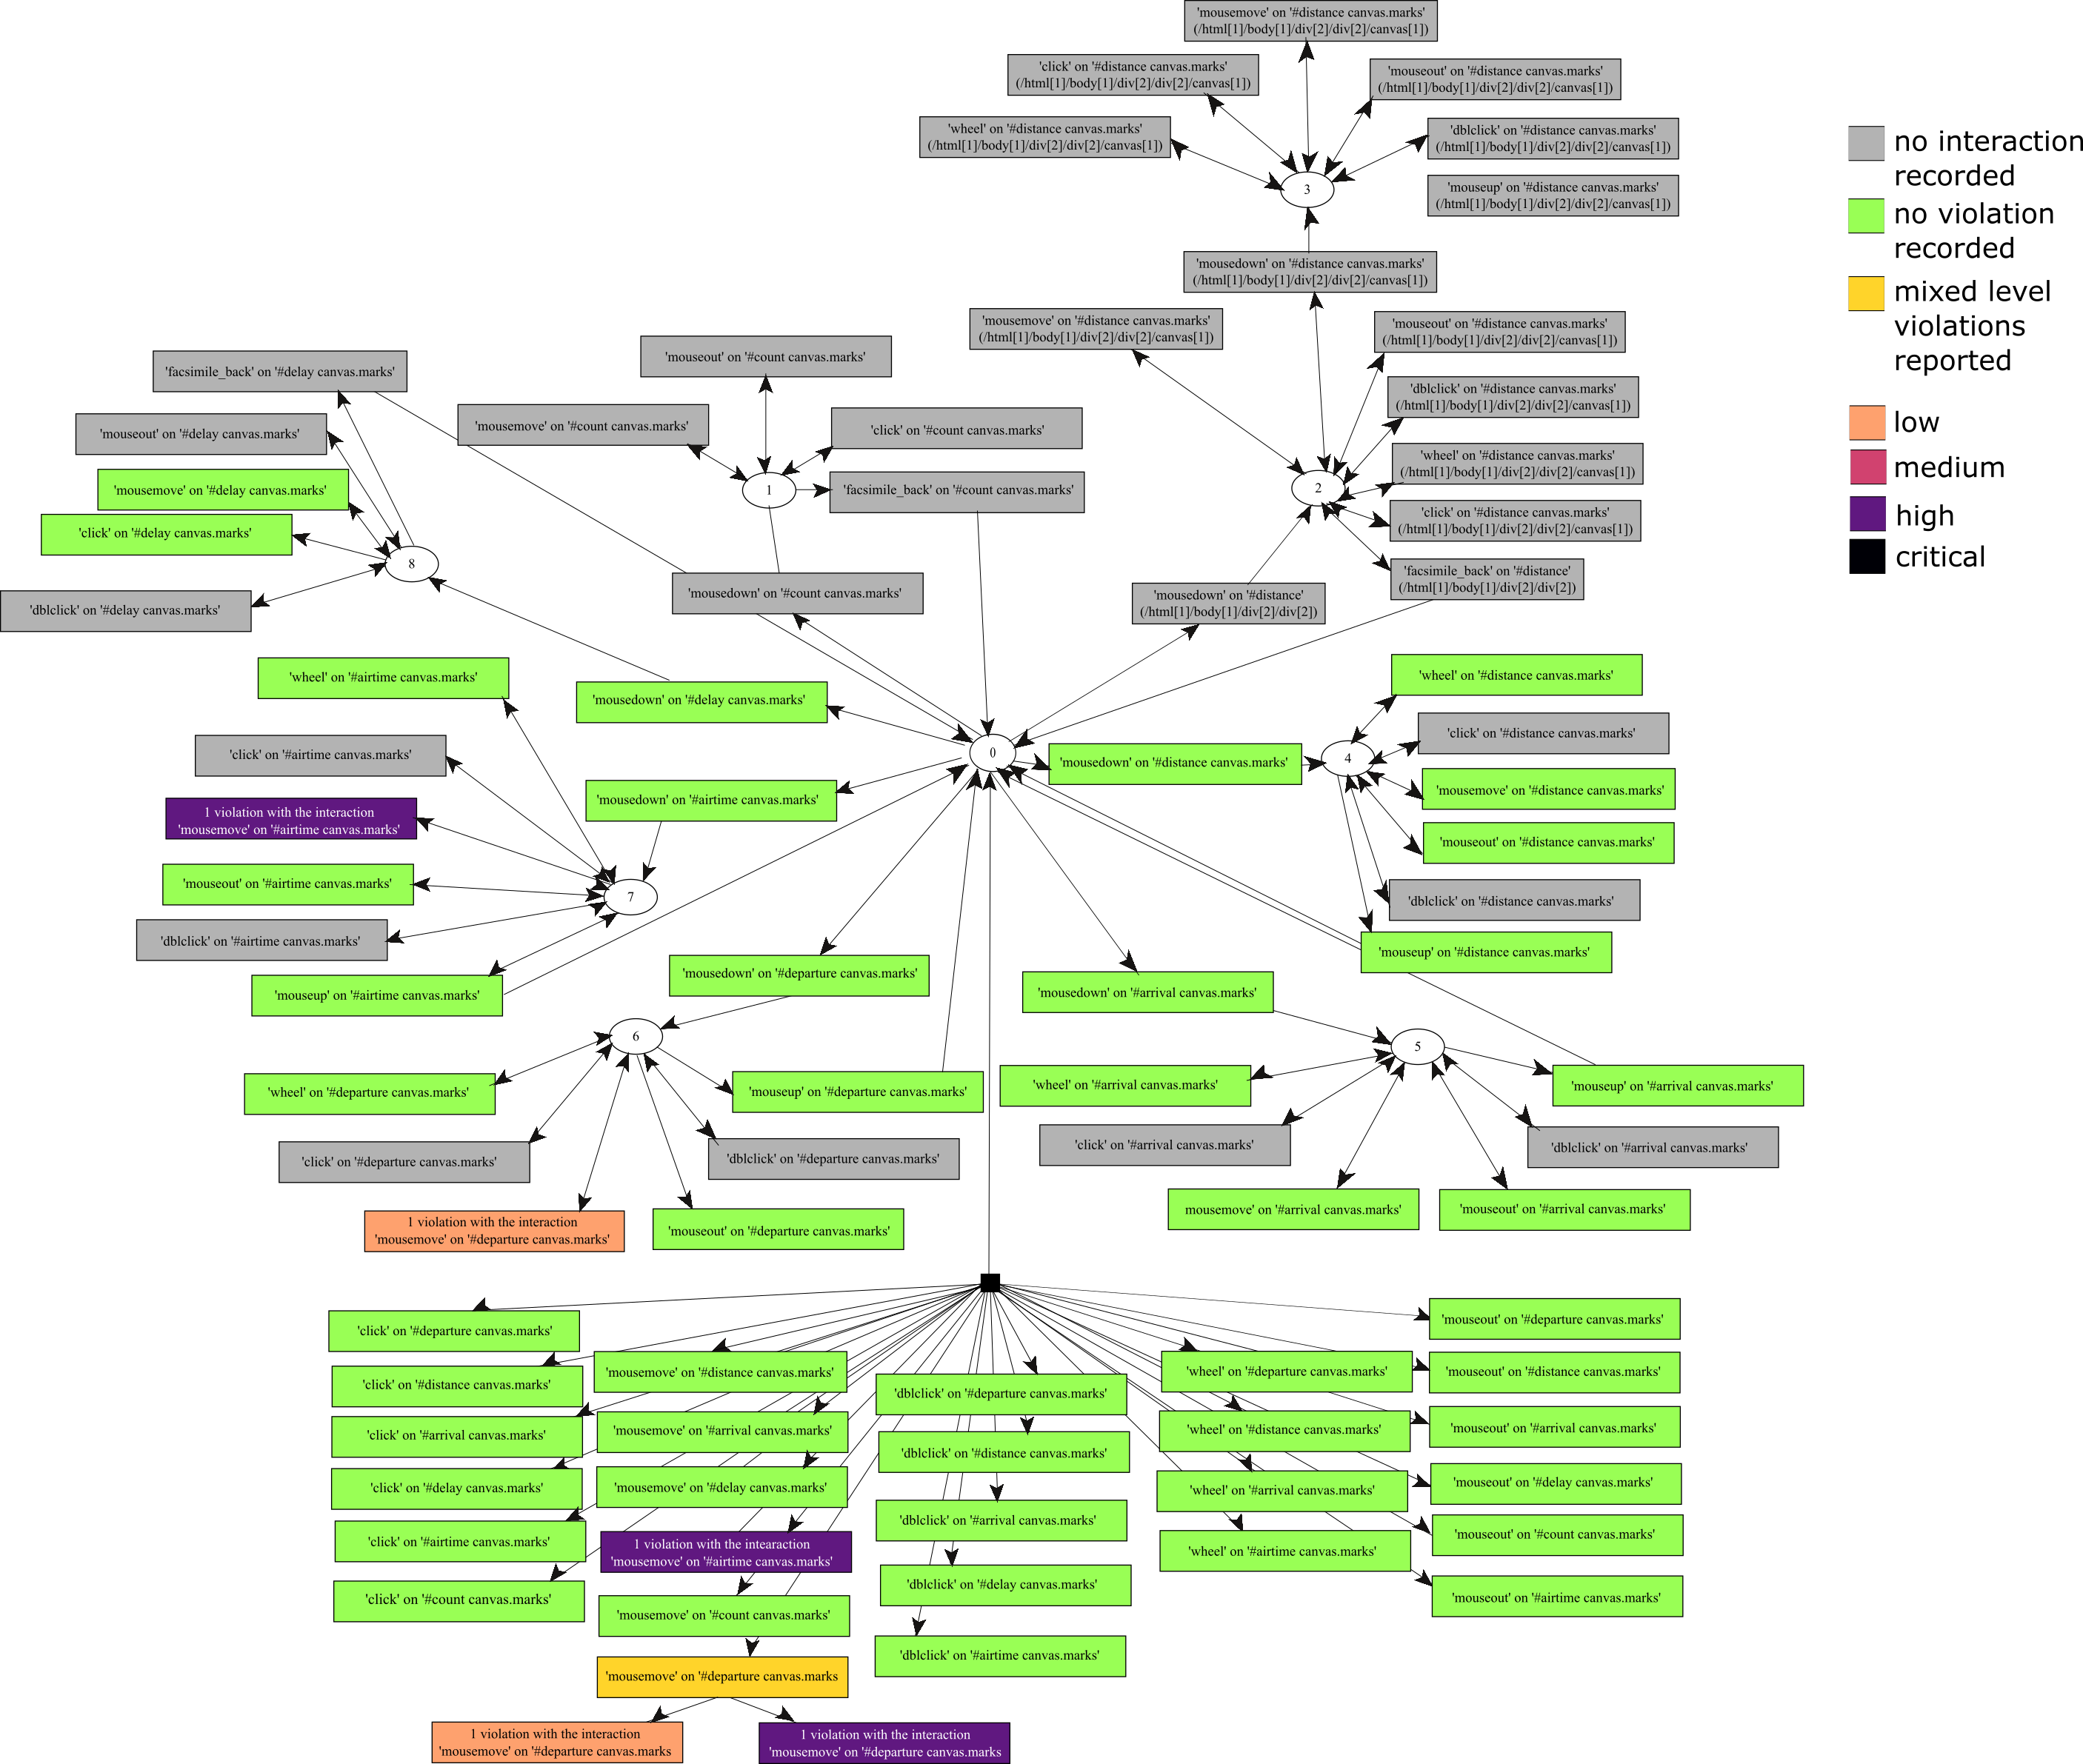 'mousemove' on '#distance canvas.marks'
(/html[1]/body[1]/div[2]/div[2]/canvas[1])
'click' on '#distance canvas.marks'
(/html[1]/body[1]/div[2]/div[2]/canvas[1])
'mouseout' on '#distance canvas.marks'
(/html[1]/body[1]/div[2]/div[2]/canvas[1])
'wheel' on '#distance canvas.marks'
(/html[1]/body[1]/div[2]/div[2]/canvas[1])
'dblclick' on '#distance canvas.marks'
(/html[1]/body[1]/div[2]/div[2]/canvas[1])
3
'mouseup' on '#distance canvas.marks'
(/html[1]/body[1]/div[2]/div[2]/canvas[1])
'mousedown' on '#distance canvas.marks'
(/html[1]/body[1]/div[2]/div[2]/canvas[1])
'mousemove' on '#distance canvas.marks'
(/html[1]/body[1]/div[2]/div[2]/canvas[1])
'mouseout' on '#distance canvas.marks'
(/html[1]/body[1]/div[2]/div[2]/canvas[1])
'dblclick' on '#distance canvas.marks'
(/html[1]/body[1]/div[2]/div[2]/canvas[1])
'wheel' on '#distance canvas.marks'
(/html[1]/body[1]/div[2]/div[2]/canvas[1])
2
'click' on '#distance canvas.marks'
(/html[1]/body[1]/div[2]/div[2]/canvas[1])
'facsimile_back' on '#distance'
(/html[1]/body[1]/div[2]/div[2])
'mousedown' on '#distance'
(/html[1]/body[1]/div[2]/div[2])
no interaction
recorded
no violation
recorded
mixed level
violations
reported
low
medium
high
critical
'mouseout' on '#count canvas.marks'
'mousemove' on '#count canvas.marks'
'click' on '#count canvas.marks'
1
'facsimile_back' on '#count canvas.marks'
'mousedown' on '#count canvas.marks'
'facsimile_back' on '#delay canvas.marks'
'mouseout' on '#delay canvas.marks'
'mousemove' on '#delay canvas.marks'
'click' on '#delay canvas.marks'
8
'dblclick' on '#delay canvas.marks'
'mousedown' on '#delay canvas.marks'
0
'wheel' on '#airtime canvas.marks'
'click' on '#airtime canvas.marks'
'mousedown' on '#airtime canvas.marks'
1 violation with the interaction
'mousemove' on '#airtime canvas.marks'
'mouseout' on '#airtime canvas.marks'
7
'dblclick' on '#airtime canvas.marks'
'mouseup' on '#airtime canvas.marks'
'wheel' on '#distance canvas.marks'
'click' on '#distance canvas.marks'
'mousedown' on '#distance canvas.marks'
4
'mousemove' on '#distance canvas.marks'
'mouseout' on '#distance canvas.marks'
'dblclick' on '#distance canvas.marks'
'mouseup' on '#distance canvas.marks'
'mousedown' on '#departure canvas.marks'
6
'wheel' on '#departure canvas.marks'
'mouseup' on '#departure canvas.marks'
'click' on '#departure canvas.marks'
'dblclick' on '#departure canvas.marks'
1 violation with the interaction
'mousemove' on '#departure canvas.marks'
'mouseout' on '#departure canvas.marks'
'mousedown' on '#arrival canvas.marks'
5
'wheel' on '#arrival canvas.marks'
'mouseup' on '#arrival canvas.marks'
'click' on '#arrival canvas.marks'
'dblclick' on '#arrival canvas.marks'
mousemove' on '#arrival canvas.marks'
'mouseout' on '#arrival canvas.marks'
'click' on '#departure canvas.marks'
'click' on '#distance canvas.marks'
'click' on '#arrival canvas.marks'
'click' on '#delay canvas.marks'
'click' on '#airtime canvas.marks'
'click' on '#count canvas.marks'
'mousemove' on '#distance canvas.marks'
'mousemove' on '#arrival canvas.marks'
'mousemove' on '#delay canvas.marks'
1 violation with the intearaction
'mousemove' on '#airtime canvas.marks'
'mousemove' on '#count canvas.marks'
'mousemove' on '#departure canvas.marks
1 violation with the interaction
'mousemove' on '#departure canvas.marks
1 violation with the interaction
'mousemove' on '#departure canvas.marks
'dblclick' on '#departure canvas.marks'
'dblclick' on '#distance canvas.marks'
'dblclick' on '#arrival canvas.marks'
'dblclick' on '#delay canvas.marks'
'dblclick' on '#airtime canvas.marks'
'wheel' on '#departure canvas.marks'
'wheel' on '#distance canvas.marks'
'wheel' on '#arrival canvas.marks'
'wheel' on '#airtime canvas.marks'
'mouseout' on '#departure canvas.marks'
'mouseout' on '#distance canvas.marks'
'mouseout' on '#arrival canvas.marks'
'mouseout' on '#delay canvas.marks'
'mouseout' on '#count canvas.marks'
'mouseout' on '#airtime canvas.marks'